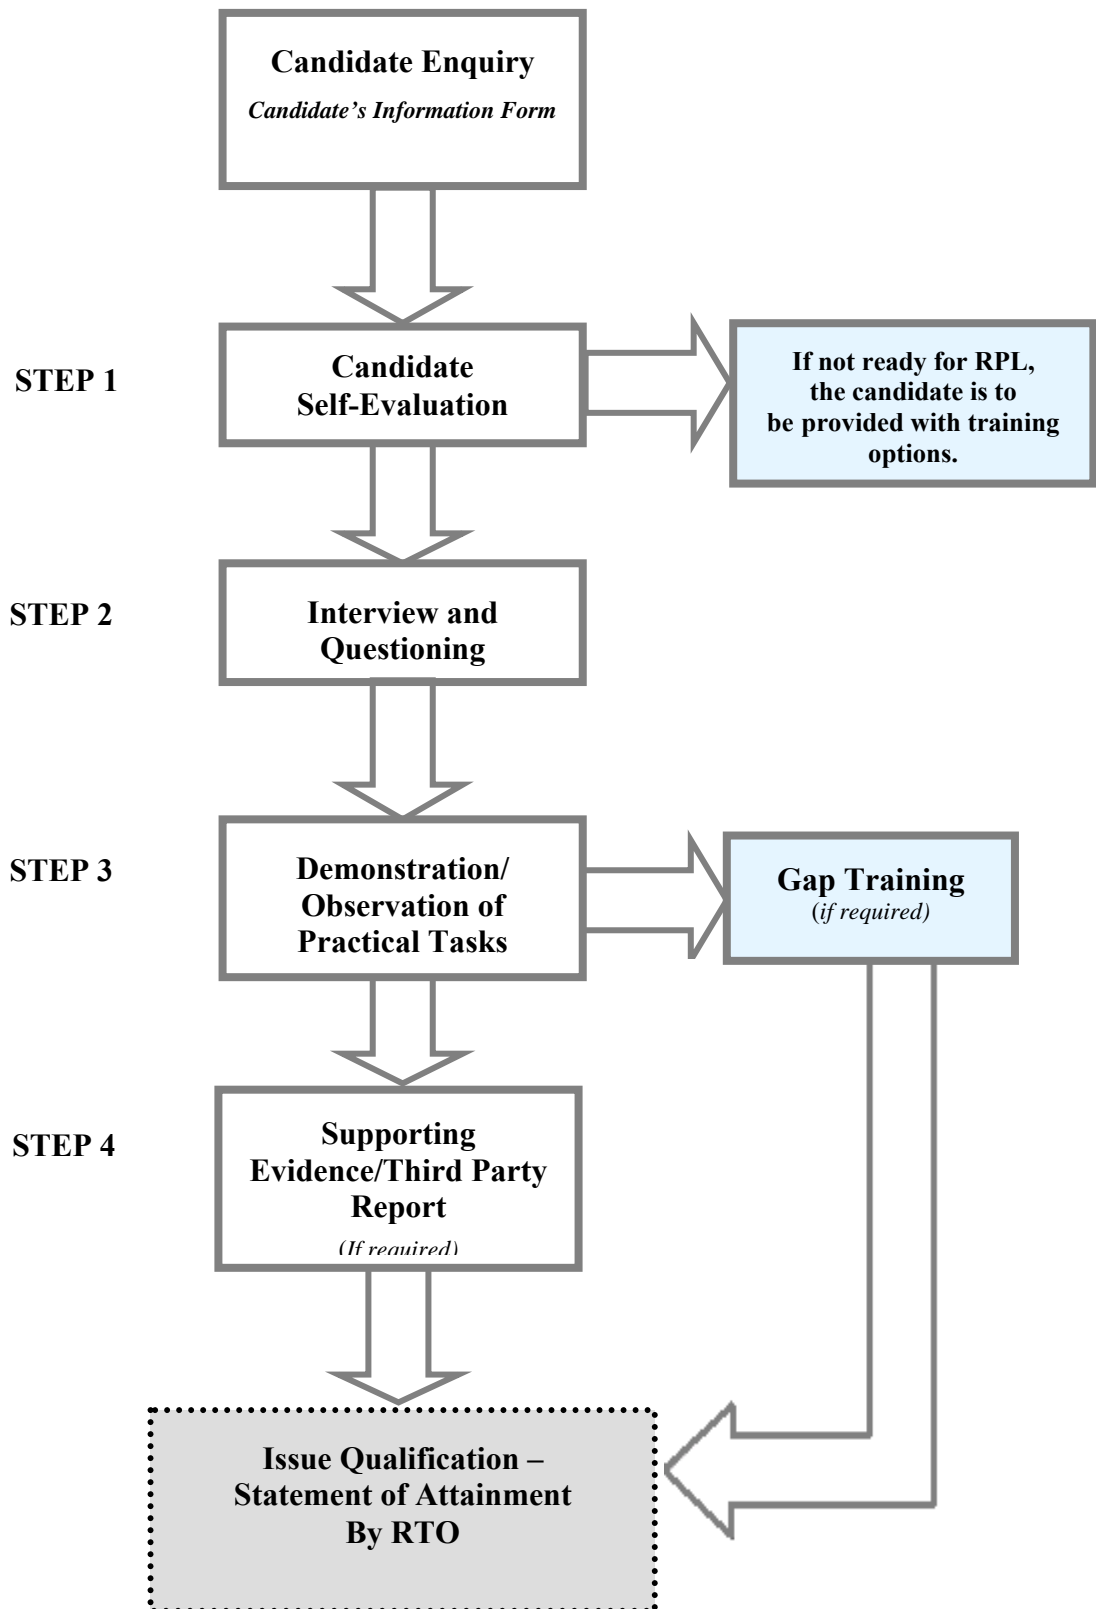 Candidate Enquiry
Candidate’s Information Form
STEP 1
Candidate
Self-Evaluation
If not ready for RPL,
the candidate is to
be provided with training
options.
STEP 2
Interview and
Questioning
STEP 3
Demonstration/
Observation of
Practical Tasks
Gap Training
(if required)
STEP 4
Supporting
Evidence/Third Party
Report
(If required)
Issue Qualification –
Statement of Attainment
By RTO